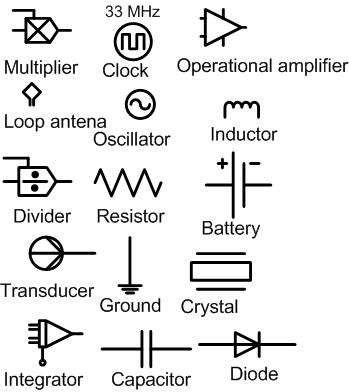 33 MHz
Multiplier
Clock
Operational amplifier
Loop antena
Oscillator
Inductor
+ −
Divider
Resistor
Battery
Transducer
Ground
Crystal
Integrator
Capacitor
Diode